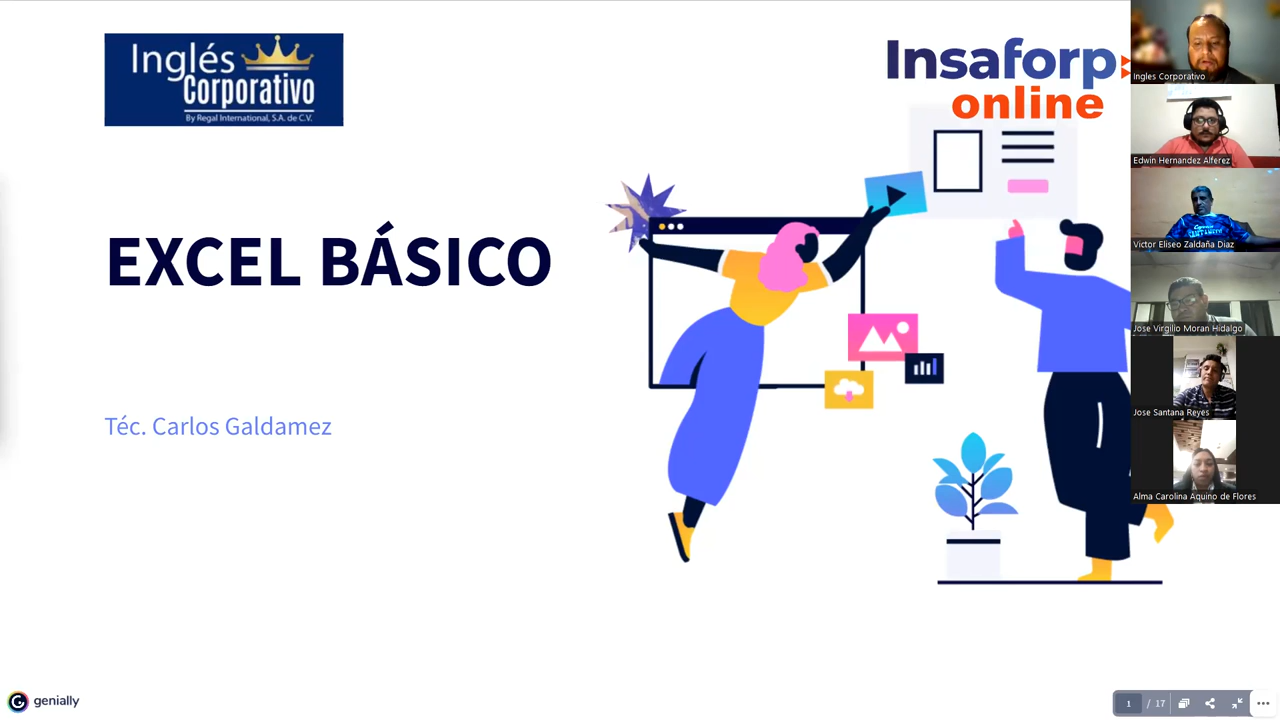 Inglés
Corporativo
By Regal International, S.A. de C.V.
Insaforp
online
EXCEL BÁSICO
Téc. Carlos Galdamez
Ingles Corporativo
Edwin Hernandez Alferez
Victor Eliseo Zaldaña Diaz
Jose Virgilio Moran Hidalgo
Jose Santana Reyes
Alma Carolina Aquino de Flores
genially
1 / 17